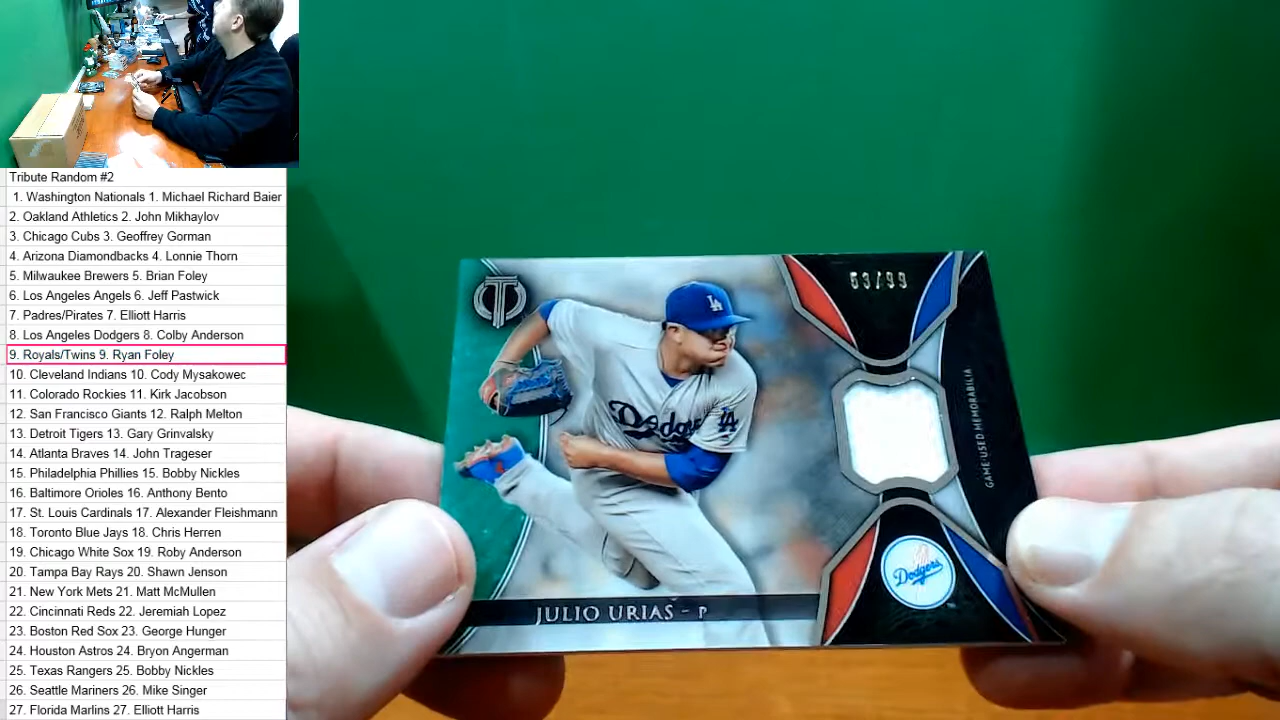 Tribute Random #2
1. Washington Nationals 1. Michael Richard Baier
2. Oakland Athletics 2. John Mikhaylov
3. Chicago Cubs 3. Geoffrey Gorman
4. Arizona Diamondbacks 4. Lonnie Thorn
5. Milwaukee Brewers 5. Brian Foley
6. Los Angeles Angels 6. Jeff Pastwick
7. Padres/Pirates 7. Elliott Harris
8. Los Angeles Dodgers 8. Colby Anderson
9. Royals/Twins 9. Ryan Foley
10. Cleveland Indians 10. Cody Mysakowec
11. Colorado Rockies 11. Kirk Jacobson
12. San Francisco Giants 12. Ralph Melton
13. Detroit Tigers 13. Gary Grinvalsky
14. Atlanta Braves 14. John Trageser
15. Philadelphia Phillies 15. Bobby Nickles
16. Baltimore Orioles 16. Anthony Bento
17. St. Louis Cardinals 17. Alexander Fleishmann
18. Toronto Blue Jays 18. Chris Herren
19. Chicago White Sox 19. Roby Anderson
20. Tampa Bay Rays 20. Shawn Jenson
21. New York Mets 21. Matt McMullen
22. Cincinnati Reds 22. Jeremiah Lopez
23. Boston Red Sox 23. George Hunger
24. Houston Astros 24. Bryon Angerman
25. Texas Rangers 25. Bobby Nickles
26. Seattle Mariners 26. Mike Singer
27. Florida Marlins 27. Elliott Harris
T
53/99
LA
Dodgers
LA
GAME-USED MEMORABILIA
Dodgers
JULIO URIAS - P